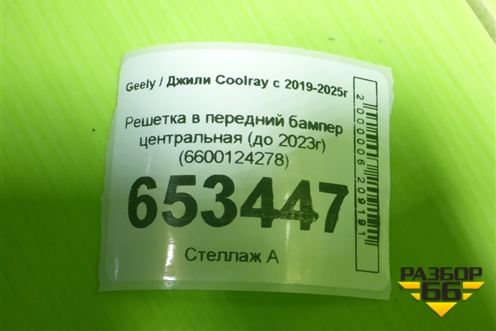 Geely / Джили Coolray с 2019-2025г
Решетка в передний бампер
центральная (до 2023г)
(6600124278)
653447
Стеллаж А
2000006209191
РАЗБОР
66